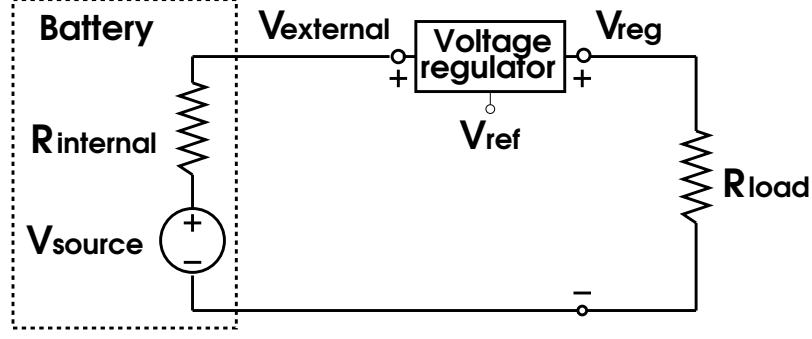 Battery
Vexternal
Voltage
regulator
Vreg
+
+
Vref
Rinternal
Rload
+
Vsource
−
−